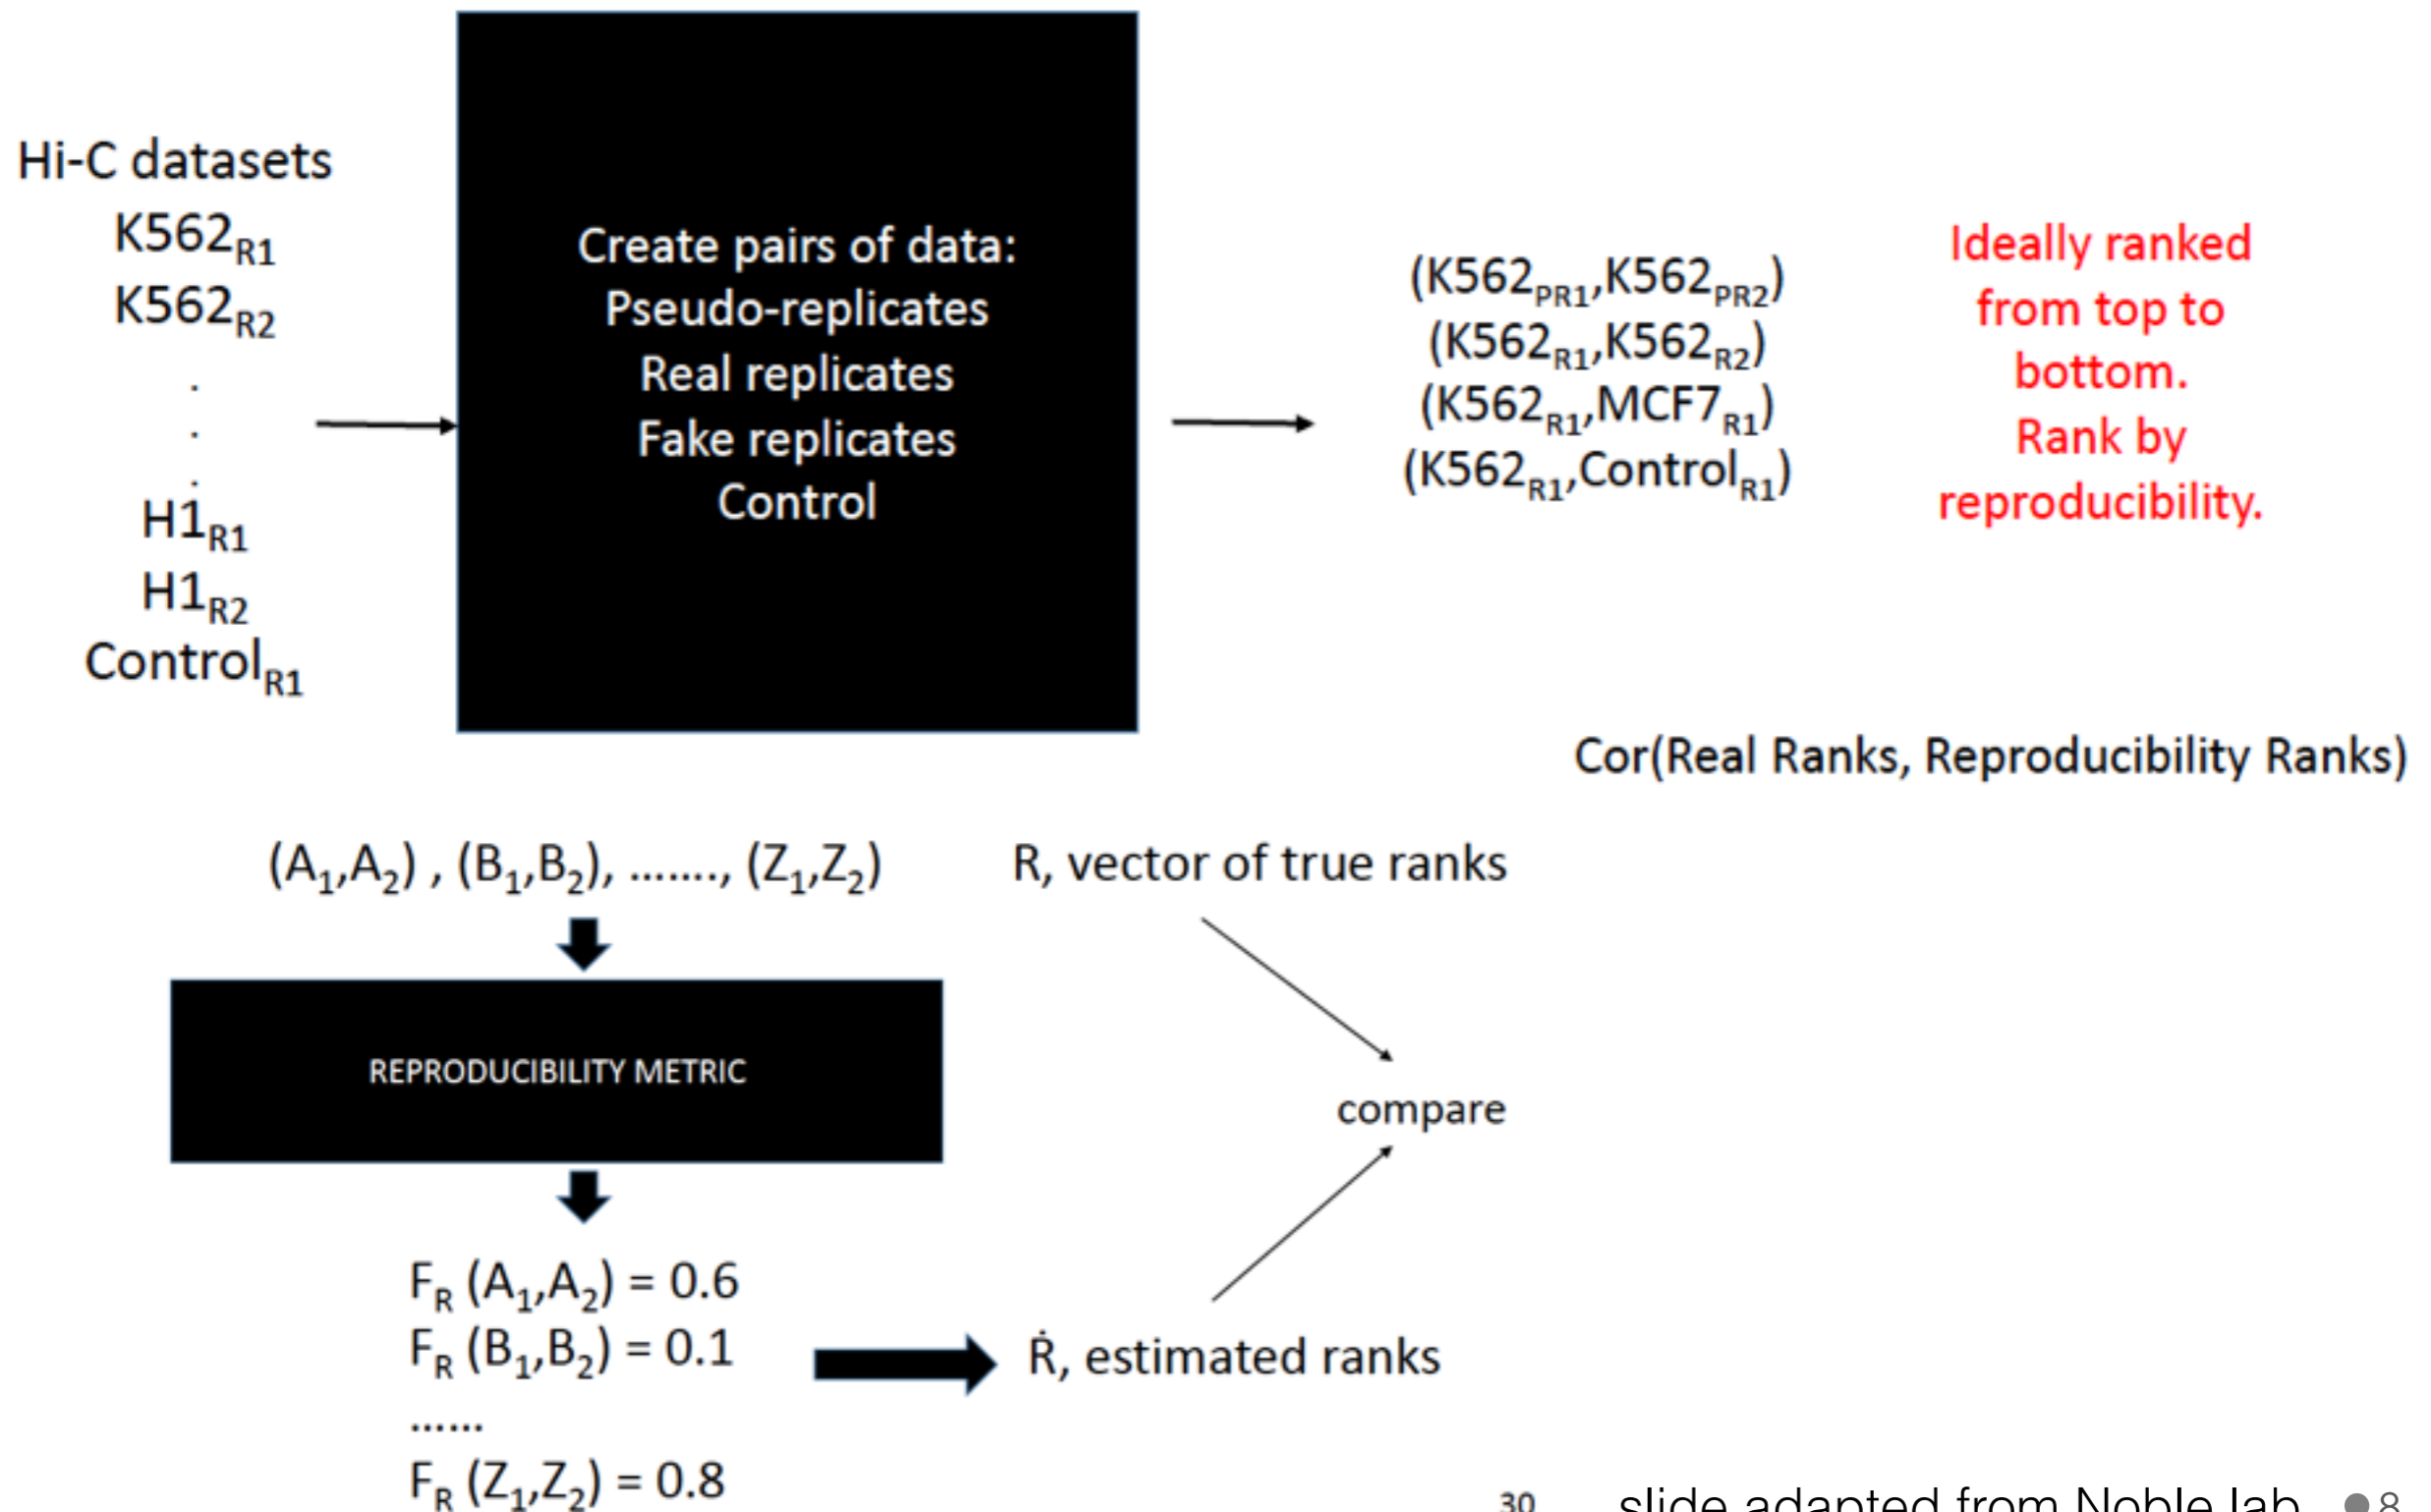 Hi-C datasets
K562R1
K562R2
.
.
.
H1R1
H1R2
ControlR1
Create pairs of data:
Pseudo-replicates
Real replicates
Fake replicates
Control
(K562PR1,K562PR2)
(K562R1,K562R2)
(K562R1,MCF7R1)
(K562R1,ControlR1)
Ideally ranked
from top to
bottom.
Rank by
reproducibility.
Cor(Real Ranks, Reproducibility Ranks)
(A1,A2) , (B1,B2), ......., (Z1,Z2)
R, vector of true ranks
REPRODUCIBILITY METRIC
compare
FR (A1,A2) = 0.6
FR (B1,B2) = 0.1
......
FR (Z1,Z2) = 0.8
Ṙ, estimated ranks
30
slide adapted from Noble lab
•8